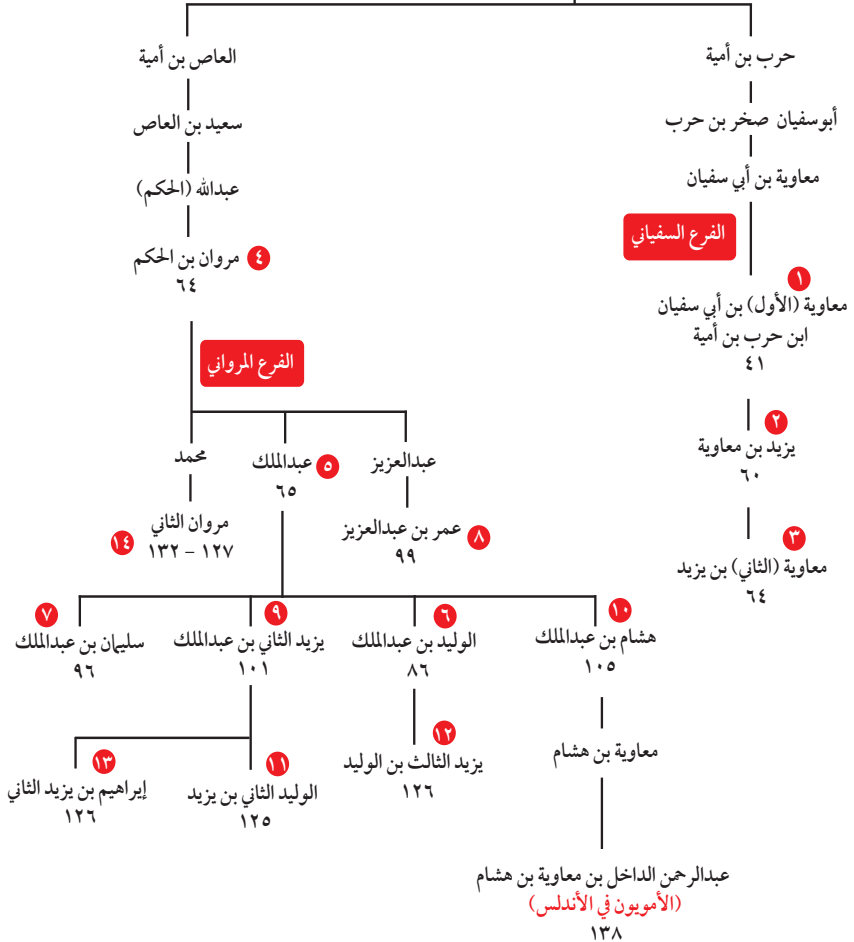 حرب بن أمية
العاص بن أمية
أبوسفيان صخر بن حرب
سعيد بن العاص
معاوية بن أبي سفيان
عبدالله (الحكم)
الفرع السفياني
٤ مروان بن الحكم
٦٤
١
معاوية (الأول) بن أبي سفيان
ابن حرب بن أمية
٤١
الفرع المرواني
٢
يزيد بن معاوية
٦٠
عبدالعزيز
٥ عبدالملك
٦٥
محمد
٣
معاوية (الثاني) بن يزيد
٦٤
٨ عمر بن عبدالعزيز
٩٩
مروان الثاني
١٢٧ – ١٣٢
١٤
١٠
هشام بن عبدالملك
١٠٥
٦
الوليد بن عبدالملك
٨٦
٩
يزيد الثاني بن عبدالملك
١٠١
٧
سليمان بن عبدالملك
٩٦
معاوية بن هشام
١٢
يزيد الثالث بن الوليد
١٢٦
١١
الوليد الثاني بن يزيد
١٢٥
١٣
إيراهيم بن يزيد الثاني
١٢٦
عبدالرحمن الداخل بن معاوية بن هشام
(الأمويون في الأندلس)
١٣٨